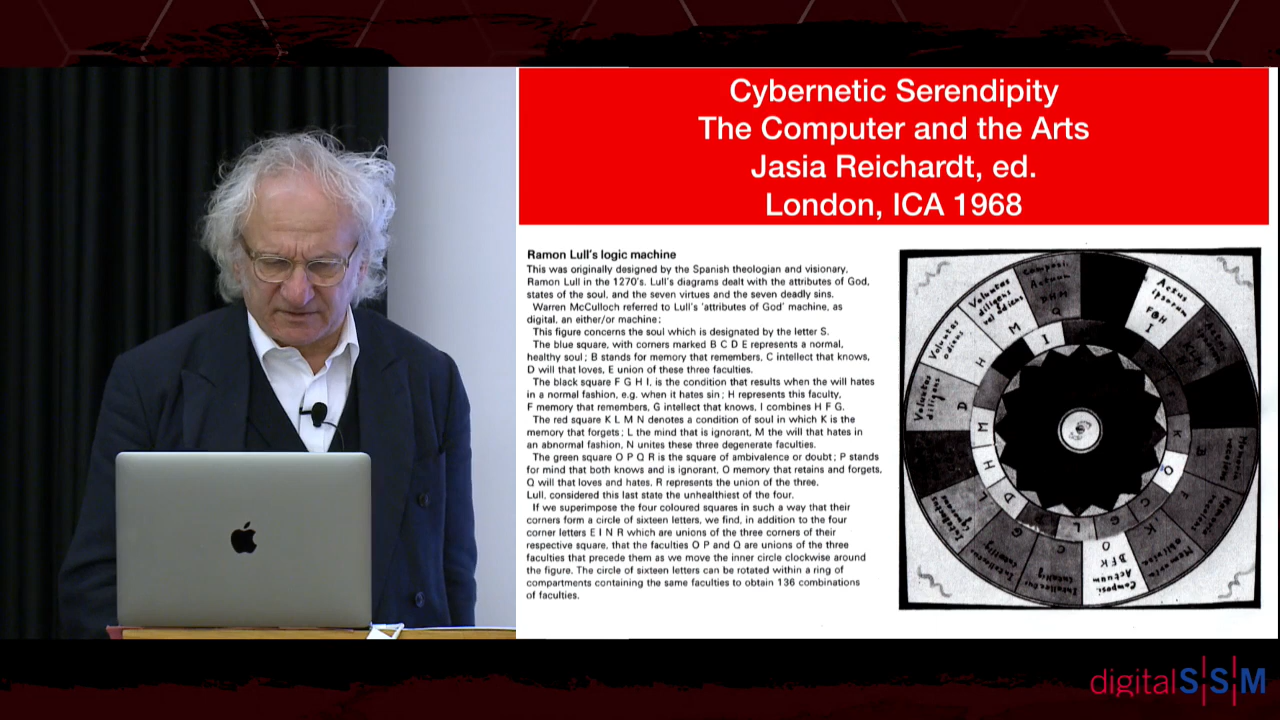 Cybernetic Serendipity
The Computer and the Arts
Jasia Reichardt, ed.
London, ICA 1968
Ramon Lull's logic machine
This was originally designed by the Spanish theologian and visionary,
Ramon Lull in the 1270's. Lull's diagrams dealt with the attributes of God,
states of the soul, and the seven virtues and the seven deadly sins.
Warren McCulloch referred to Lull's 'attributes of God' machine, as
digital, an either/or machine;
This figure concerns the soul which is designated by the letter S.
The blue square, with corners marked B C D E represents a normal,
healthy soul; B stands for memory that remembers, C intellect that knows,
D will that loves, E union of these three faculties.
The black square F G H I, is the condition that results when the will hates
in a normal fashion, e.g. when it hates sin; H represents this faculty,
F memory that remembers, G intellect that knows, I combines H F G.
The red square K L M N denotes a condition of soul in which K is the
memory that forgets; L the mind that is ignorant, M the will that hates in
an abnormal fashion, N unites these three degenerate faculties.
The green square O P Q R is the square of ambivalence or doubt; P stands
for mind that both knows and is ignorant, O memory that retains and forgets,
Q will that loves and hates, R represents the union of the three.
Lull, considered this last state the unhealthiest of the four.
If we superimpose the four coloured squares in such a way that their
corners form a circle of sixteen letters, we find, in addition to the four
corner letters E I N R which are unions of the three corners of their
respective square, that the faculties O P and Q are unions of the three
faculties that precede them as we move the inner circle clockwise around
the figure. The circle of sixteen letters can be rotated within a ring of
compartments containing the same faculties to obtain 136 combinations
of faculties.
Actus
ipsorum
FGH
I
Voluntas
diligens
vel odiens
M
Voluntas
odiens
H
Voluntas
diligens
D
I
M
H
D
L
G
C
L
G
C
K
F
O
K
O
digitalSSM